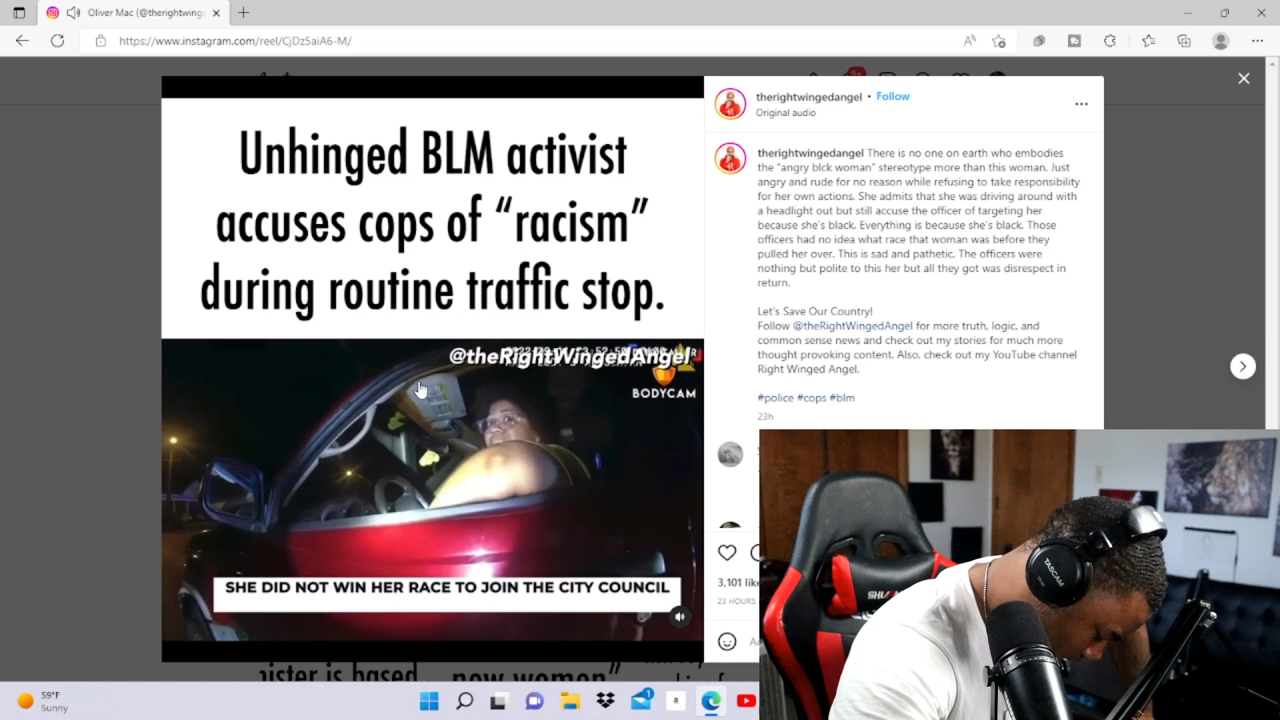 Oliver Mac (@therightwinge
https://www.instagram.com/reel/CjDz5aiA6-M/
Unhinged BLM activist
accuses cops of “racism”
during routine traffic stop.
@theRightWingedAngel
BODYCAM
SHE DID NOT WIN HER RACE TO JOIN THE CITY COUNCIL
therightwingedangel • Follow
Original audio
therightwingedangel There is no one on earth who embodies
the "angry blck woman" stereotype more than this woman. Just
angry and rude for no reason while refusing to take responsibility
for her own actions. She admits that she was driving around with
a headlight out but still accuse the officer of targeting her
because she's black. Everything is because she's black. Those
officers had no idea what race that woman was before they
pulled her over. This is sad and pathetic. The officers were
nothing but polite to this her but all they got was disrespect in
return.
Let's Save Our Country!
Follow @theRightWingedAngel for more truth, logic, and
common sense news and check out my stories for much more
thought provoking content. Also, check out my YouTube channel
Right Winged Angel.
#police #cops #blm
23h
3,101 like
23 HOURS
TASCAM
59°F
Sunny
1